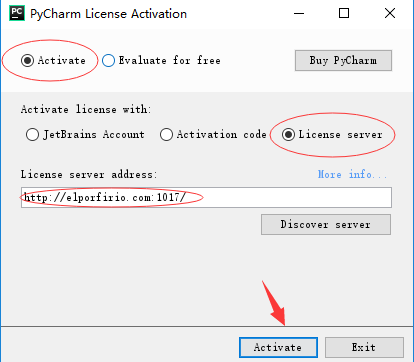 PC PyCharm License Activation
Activate Evaluate for free Buy PyCharm
Activate license with:
JetBrains Account Activation code License server
License server address: More info...
http://elporfirio.com:1017/
Discover server
Activate Exit